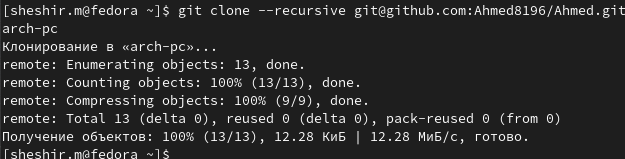 [sheshir.m@fedora ~]$ git clone --recursive git@github.com:Ahmed8196/Ahmed.git
arch-pc
Клонирование в «arch-pc»...
remote: Enumerating objects: 13, done.
remote: Counting objects: 100% (13/13), done.
remote: Compressing objects: 100% (9/9), done.
remote: Total 13 (delta 0), reused 0 (delta 0), pack-reused 0 (from 0)
Получение объектов: 100% (13/13), 12.28 КиБ | 12.28 МиБ/с, готово.
[sheshir.m@fedora ~]$